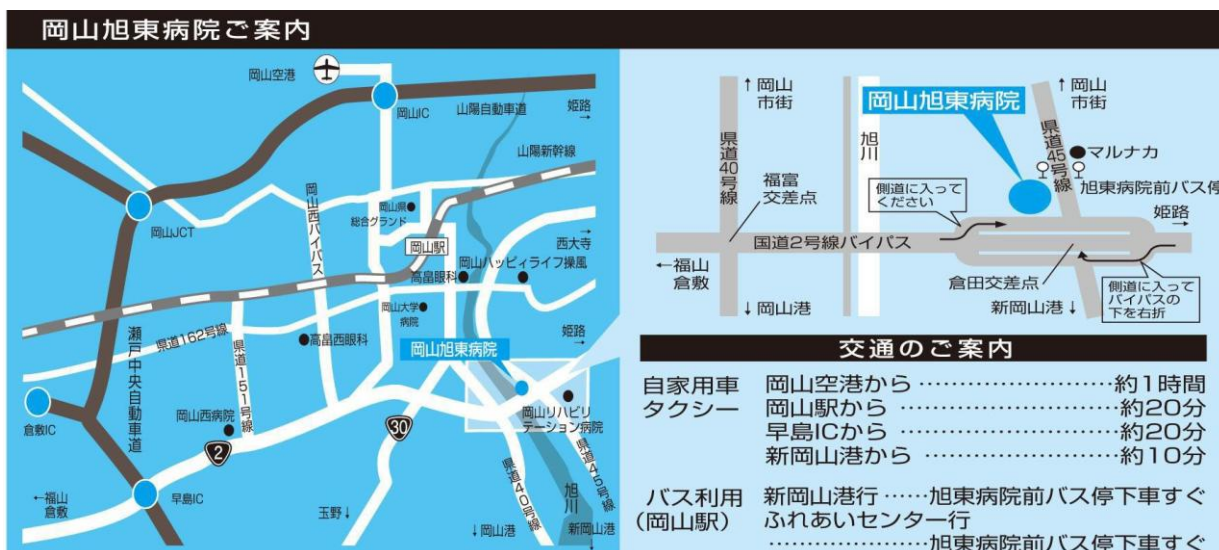 岡山旭東病院ご案内
岡山空港
岡山IC
山陽自動車道
姫路
→
山陽新幹線
岡山JCT
岡山西バイパス
岡山県
総合グランド
岡山駅
西大寺
→
高畠眼科
岡山ハッピィライフ操風
岡山大学
病院
瀬戸中央自動車道
県道162号線
県道151号線
高畠西眼科
岡山旭東病院
姫路
→
倉敷IC
岡山西病院
2
30
岡山リハビリ
テーション病院
←福山
倉敷
早島IC
玉野↓
↓岡山港
県道40号線
旭川
県道45号線
新岡山港
↓
↑岡山
市街
県道40号線
福富
交差点
旭川
岡山旭東病院
↑岡山
市街
県道45号線
マルナカ
旭東病院前バス停
側道に入って
ください
姫路
→
国道2号線バイパス
←福山
倉敷
↓岡山港
倉田交差点
新岡山港↓
側道に入って
バイパスの
下を右折
交通のご案内
自家用車 岡山空港から……………………約1時間
タクシー 岡山駅から………………………約20分
早島ICから………………………約20分
新岡山港から……………………約10分
バス利用 新岡山港行……旭東病院前バス停下車すぐ
(岡山駅) ふれあいセンター行
…………………旭東病院前バス停下車すぐ